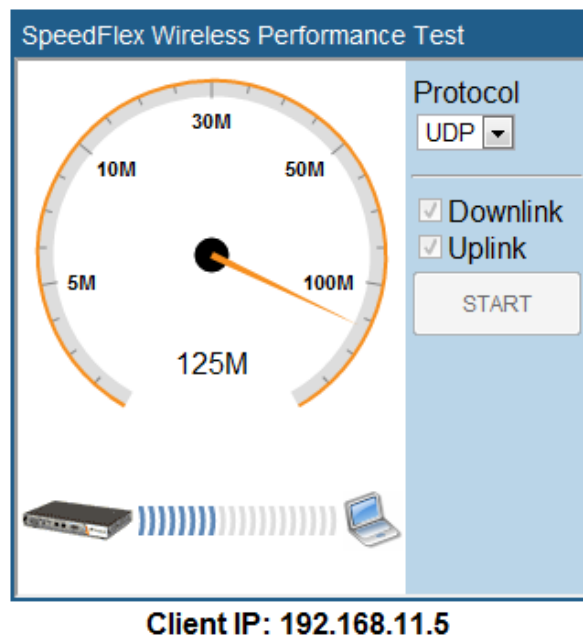 SpeedFlex Wireless Performance Test
Protocol
UDP
30M
10M
50M
5M
100M
125M
Downlink
Uplink
START
Client IP: 192.168.11.5